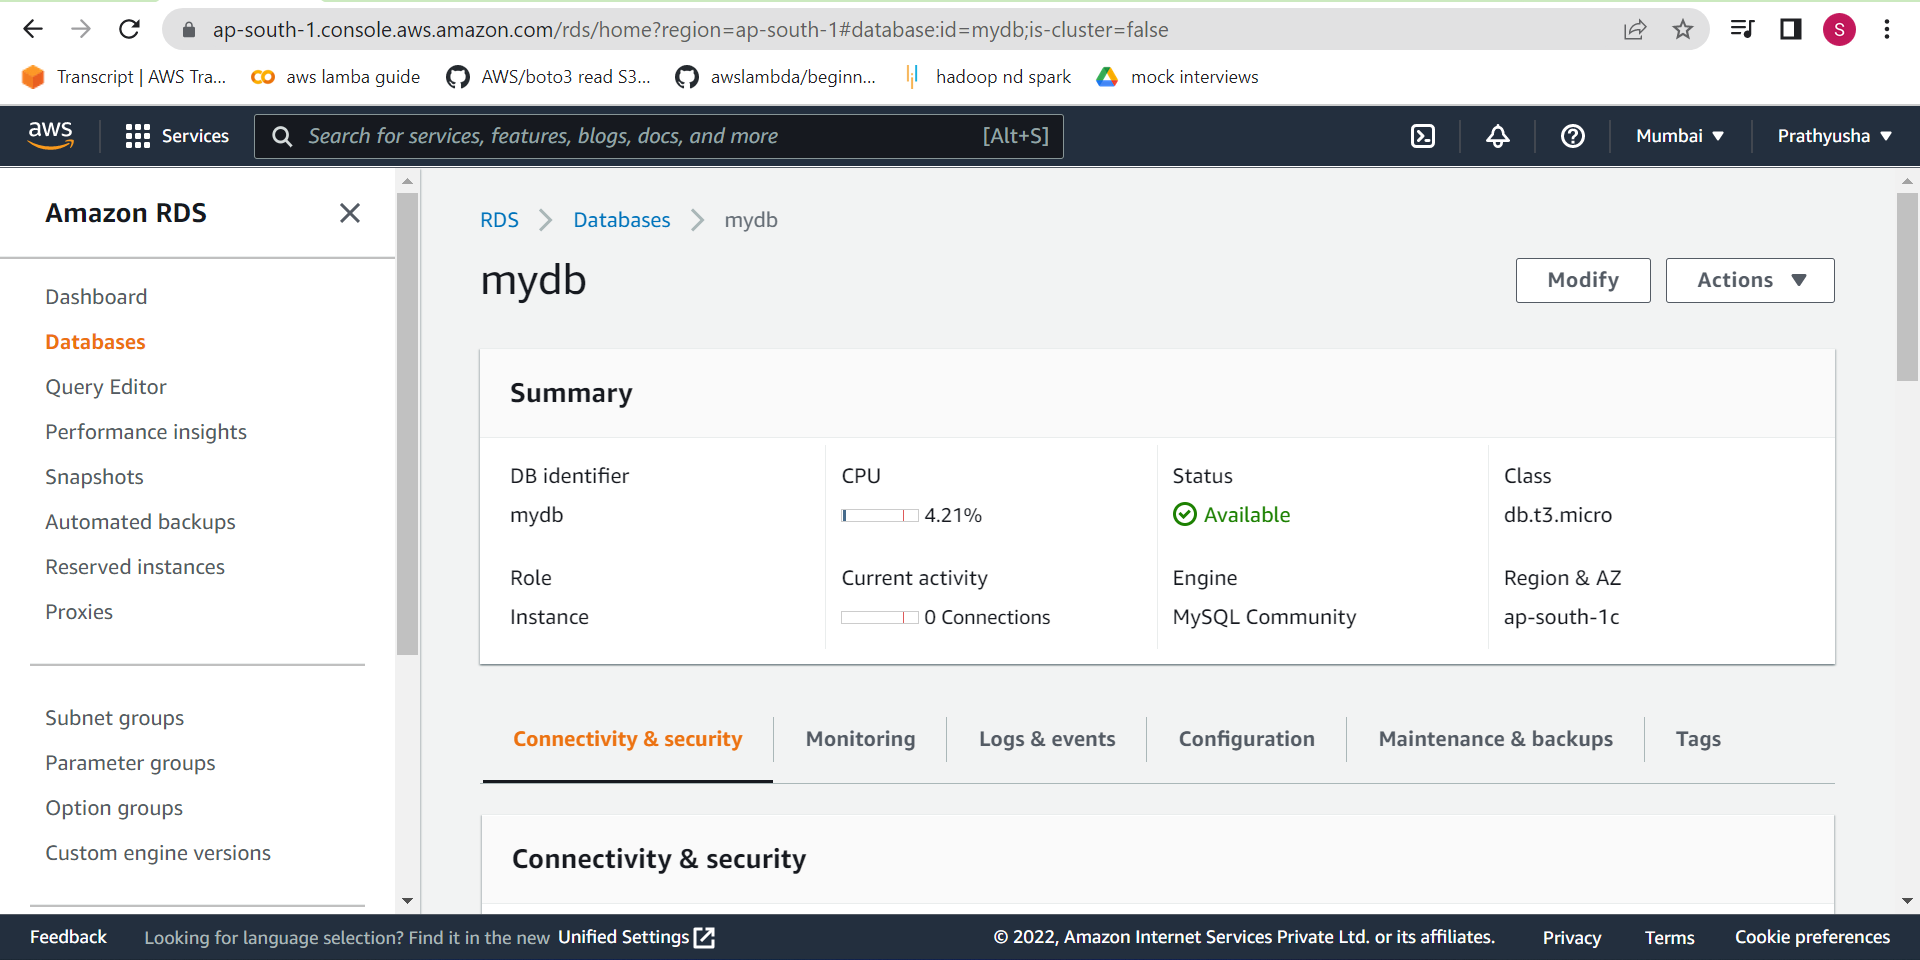 ap-south-1.console.aws.amazon.com/rds/home?region=ap-south-1#database:id=mydb;is-cluster=false
S
Transcript | AWS Tra... aws lamba guide AWS/boto3 read S3... awslambda/beginn... hadoop nd spark mock interviews
aws Services Search for services, features, blogs, docs, and more [Alt+S] Mumbai Prathyusha
Amazon RDS
Dashboard
Databases
Query Editor
Performance insights
Snapshots
Automated backups
Reserved instances
Proxies
Subnet groups
Parameter groups
Option groups
Custom engine versions
RDS Databases mydb
mydb
Modify Actions
Summary
DB identifier CPU Status Class
mydb 4.21% Available db.t3.micro
Role Current activity Engine Region & AZ
Instance 0 Connections MySQL Community ap-south-1c
Connectivity & security Monitoring Logs & events Configuration Maintenance & backups Tags
Connectivity & security
Feedback Looking for language selection? Find it in the new Unified Settings © 2022, Amazon Internet Services Private Ltd. or its affiliates. Privacy Terms Cookie preferences